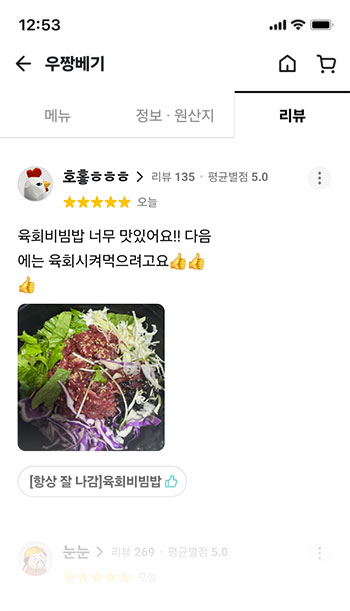 12:53
우짱베기
메뉴
정보 · 원산지
리뷰
호홓ㅎㅎㅎ > 리뷰 135 · 평균별점 5.0
★★★★★ 오늘
육회비빔밥 너무 맛있어요!! 다음
에는 육회시켜먹으려고요👍👍
👍
[항상 잘 나감]육회비빔밥
눈눈 > 리뷰 269 · 평균별점 5.0
★★★★★ 오늘